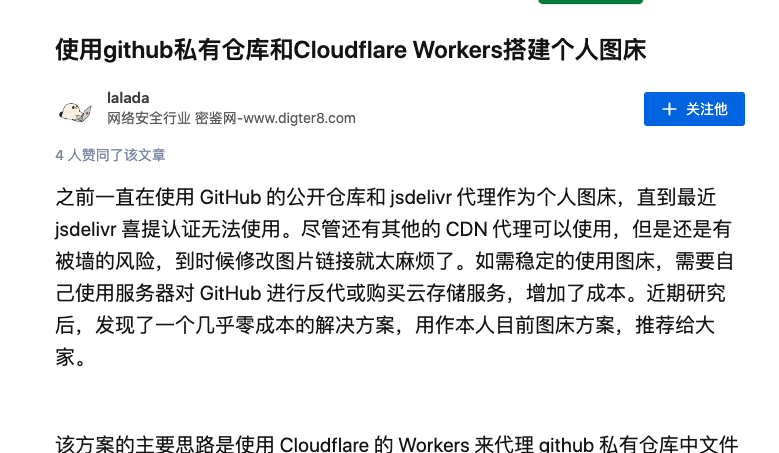 使用github私有仓库和Cloudflare Workers搭建个人图床
lalada
网络安全行业 密鉴网-www.digter8.com
+ 关注他
4 人赞同了该文章
之前一直在使用 GitHub 的公开仓库和 jsdelivr 代理作为个人图床，直到最近
jsdelivr 喜提认证无法使用。尽管还有其他的 CDN 代理可以使用，但是还是有
被墙的风险，到时候修改图片链接就太麻烦了。如需稳定的使用图床，需要自
己使用服务器对 GitHub 进行反代或购买云存储服务，增加了成本。近期研究
后，发现了一个几乎零成本的解决方案，用作本人目前图床方案，推荐给大
家。
该方案的主要思路是使用 Cloudflare 的 Workers 来代理 github 私有仓库中文件